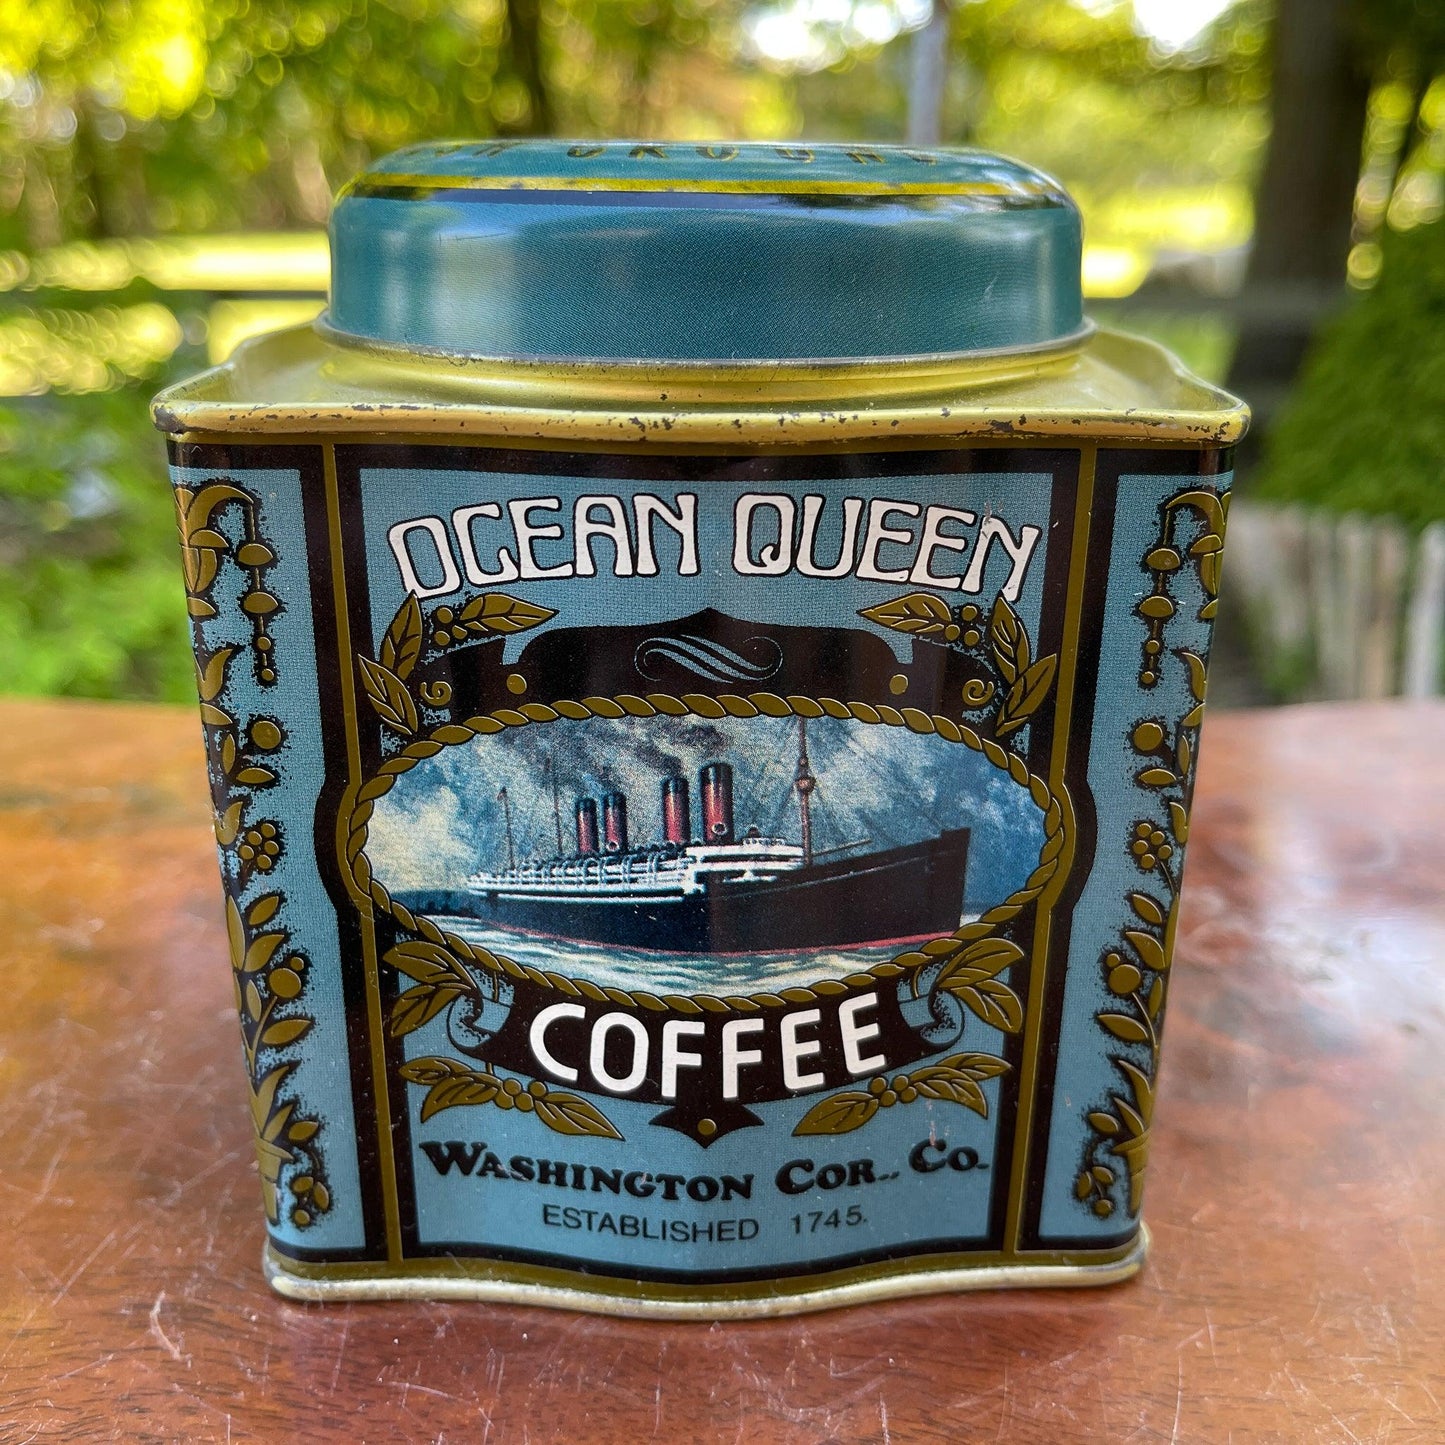 OCEAN QUEEN
COFFEE
WASHINGTON COR.. CO.
ESTABLISHED 1745.